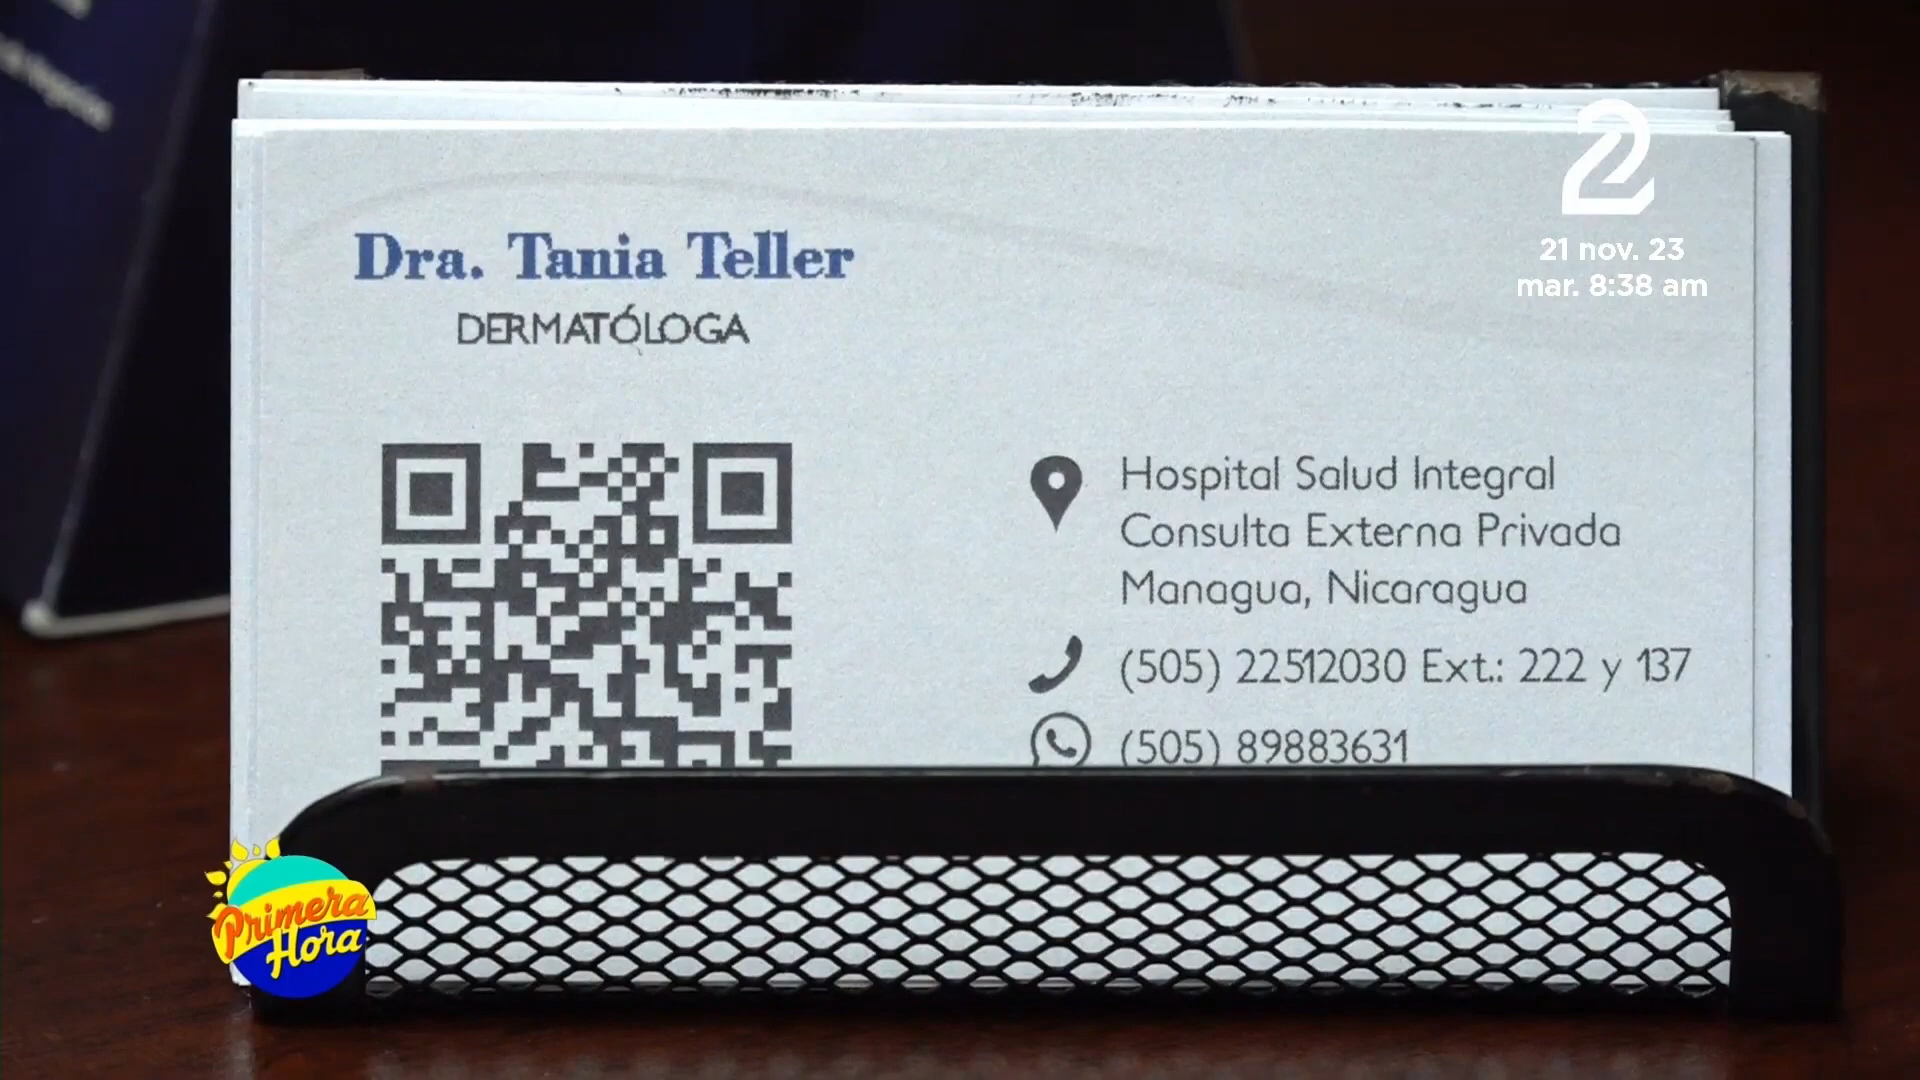 Dra. Tania Teller
DERMATÓLOGA
Hospital Salud Integral
Consulta Externa Privada
Managua, Nicaragua
(505) 22512030 Ext.: 222 y 137
(505) 89883631
2
21 nov. 23
mar. 8:38 am
Primera
Hora